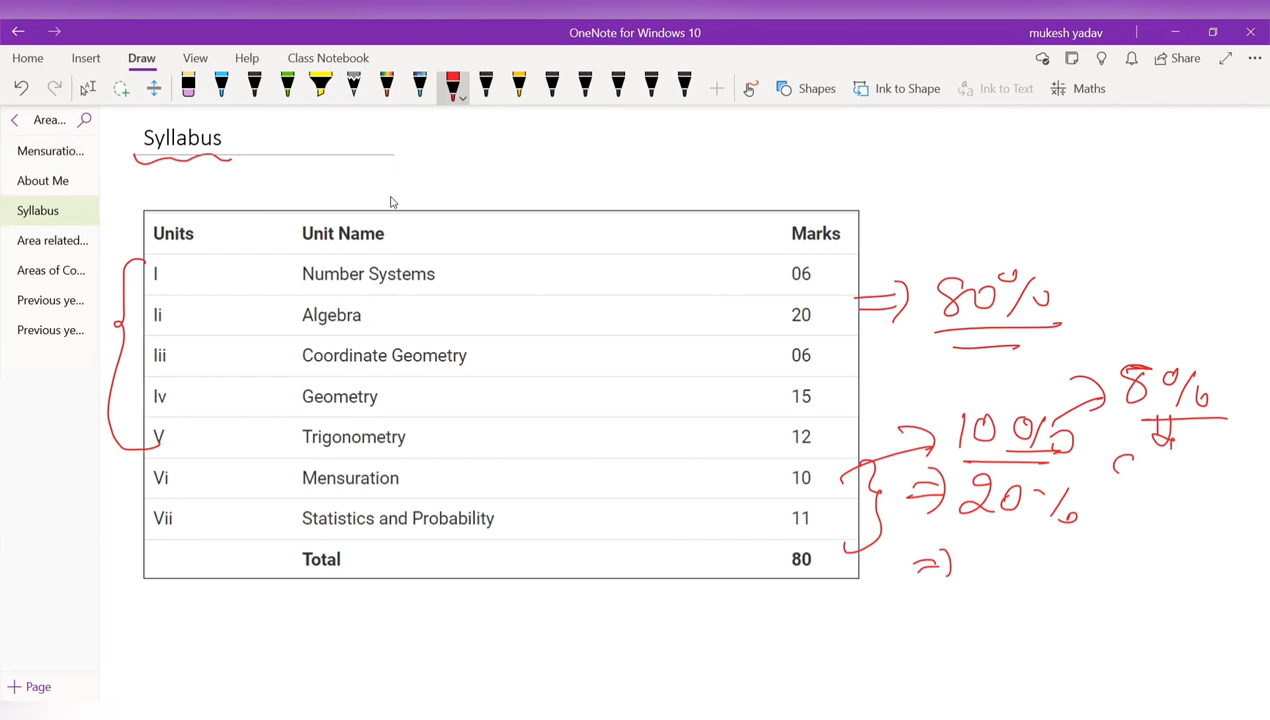 OneNote for Windows 10
mukesh yadav
Home Insert Draw View Help Class Notebook
Share
Shapes Ink to Shape Ink to Text Maths
Area...
Mensuratio...
About Me
Syllabus
Area related...
Areas of Co...
Previous ye...
Previous ye...
Page
Syllabus
Units Unit Name Marks
I Number Systems 06
Ii Algebra 20
Iii Coordinate Geometry 06
Iv Geometry 15
V Trigonometry 12
Vi Mensuration 10
Vii Statistics and Probability 11
Total 80
⇒ 80%
10% → 8%
⇒ 20%
⇒